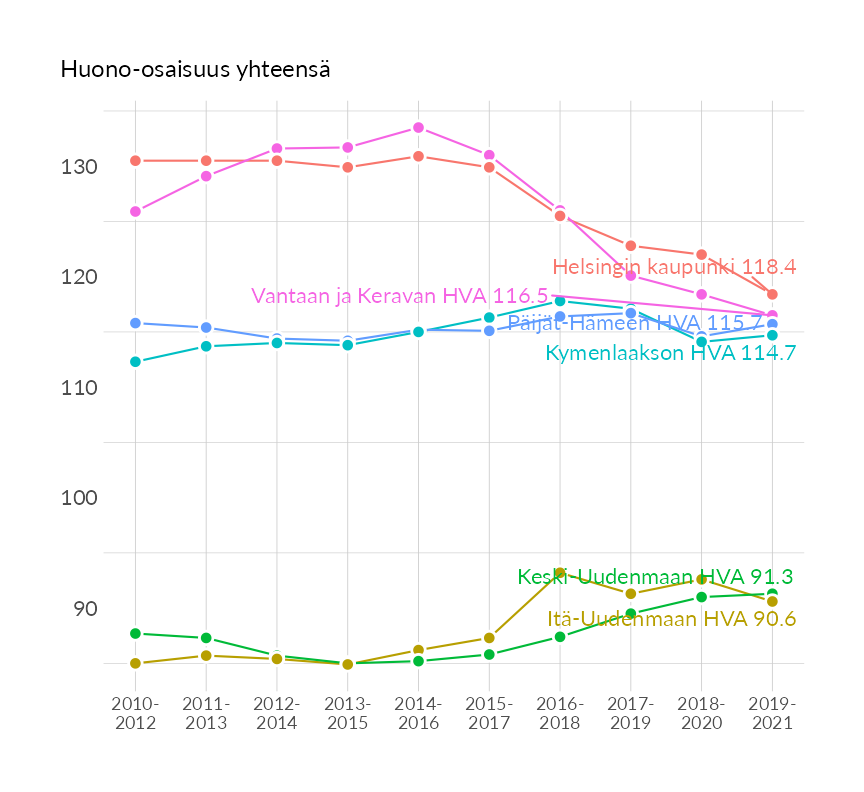 Huono-osaisuus yhteensä
130
120
110
100
90
Helsingin kaupunki 118.4
Vantaan ja Keravan HVA 116.5
Päijät-Hämeen HVA 115.7
Kymenlaakson HVA 114.7
Keski-Uudenmaan HVA 91.3
Itä-Uudenmaan HVA 90.6
2010- 2011- 2012- 2013- 2014- 2015- 2016- 2017- 2018- 2019-
2012 2013 2014 2015 2016 2017 2018 2019 2020 2021